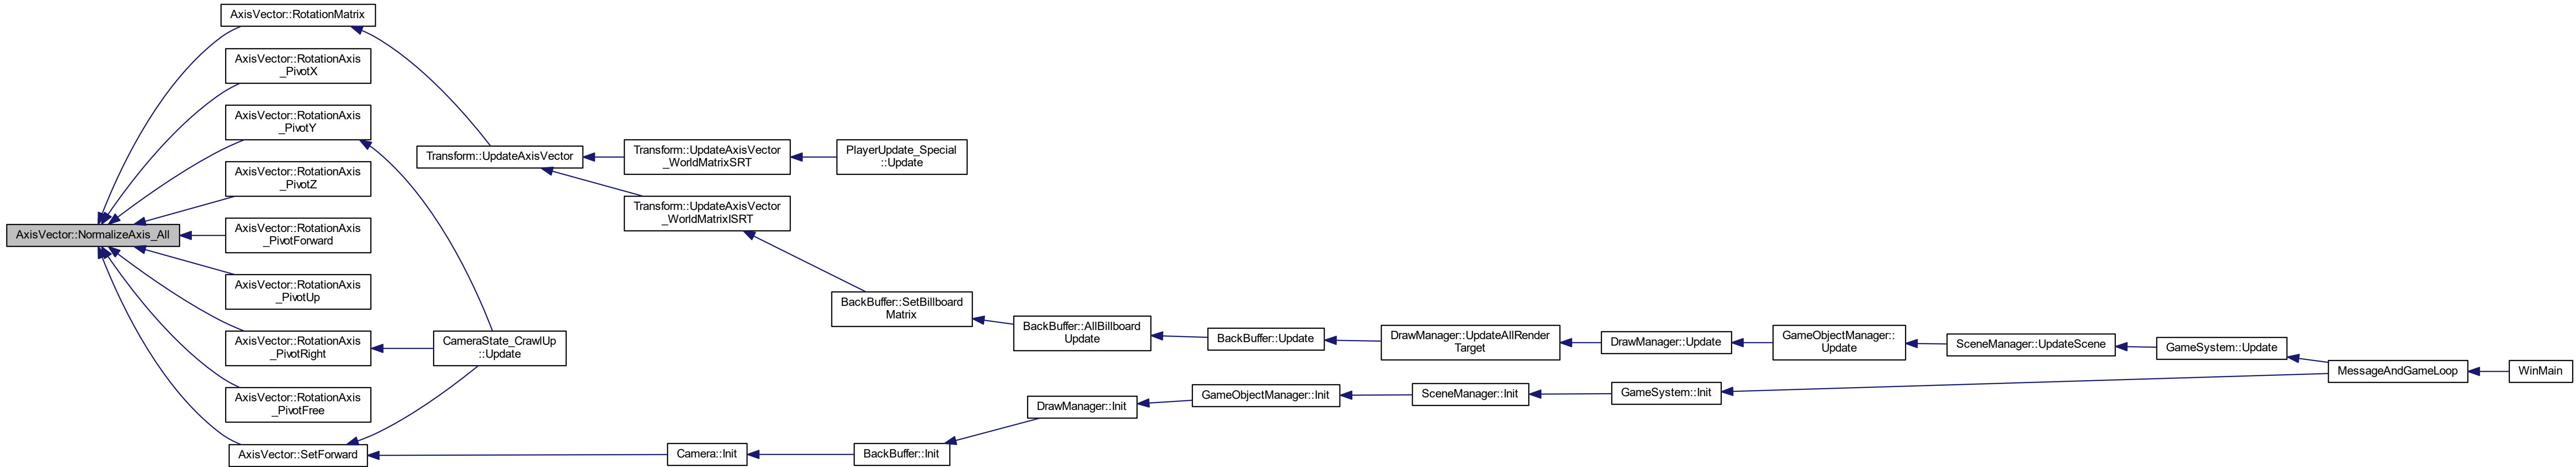 AxisVector::NormalizeAxis_All
AxisVector::RotationMatrix
AxisVector::RotationAxis
_PivotX
AxisVector::RotationAxis
_PivotY
AxisVector::RotationAxis
_PivotZ
AxisVector::RotationAxis
_PivotForward
AxisVector::RotationAxis
_PivotUp
AxisVector::RotationAxis
_PivotRight
AxisVector::RotationAxis
_PivotFree
AxisVector::SetForward
Transform::UpdateAxisVector
CameraState_CrawlUp
::Update
Transform::UpdateAxisVector
_WorldMatrixSRT
Transform::UpdateAxisVector
_WorldMatrixISRT
PlayerUpdate_Special
::Update
BackBuffer::SetBillboard
Matrix
BackBuffer::AllBillboard
Update
BackBuffer::Update
DrawManager::UpdateAllRender
Target
DrawManager::Update
GameObjectManager::
Update
SceneManager::UpdateScene
GameSystem::Update
MessageAndGameLoop
WinMain
Camera::Init
BackBuffer::Init
DrawManager::Init
GameObjectManager::Init
SceneManager::Init
GameSystem::Init